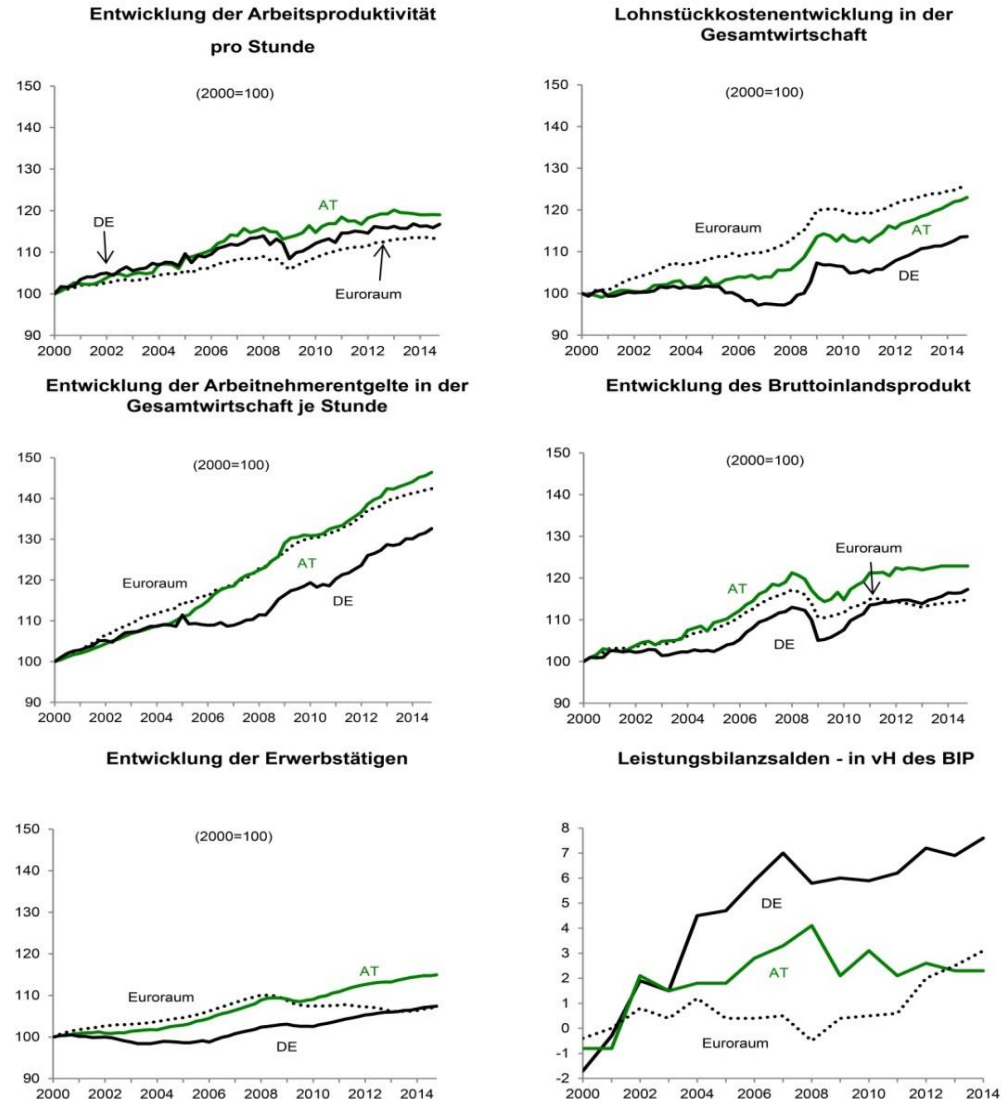 Entwicklung der Arbeitsproduktivität
pro Stunde
(2000=100)
150
140
130
120
110
100
90
DE
AT
Euroraum
2000 2002 2004 2006 2008 2010 2012 2014
Lohnstückkostenentwicklung in der
Gesamtwirtschaft
(2000=100)
150
140
130
120
110
100
90
Euroraum
AT
DE
2000 2002 2004 2006 2008 2010 2012 2014
Entwicklung der Arbeitnehmerentgelte in der
Gesamtwirtschaft je Stunde
(2000=100)
150
140
130
120
110
100
90
Euroraum
AT
DE
2000 2002 2004 2006 2008 2010 2012 2014
Entwicklung des Bruttoinlandsprodukt
(2000=100)
150
140
130
120
110
100
90
Euroraum
AT
DE
2000 2002 2004 2006 2008 2010 2012 2014
Entwicklung der Erwerbstätigen
(2000=100)
150
140
130
120
110
100
90
AT
Euroraum
DE
2000 2002 2004 2006 2008 2010 2012 2014
Leistungsbilanzsalden - in vH des BIP
8
7
6
5
4
3
2
1
0
-1
-2
DE
AT
Euroraum
2000 2002 2004 2006 2008 2010 2012 2014